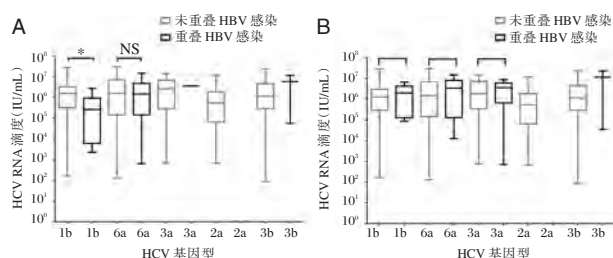 A
未重叠 HBV 感染
重叠 HBV 感染
*
NS
HCV RNA 滴度(IU/mL)
10⁸
10⁷
10⁶
10⁵
10⁴
10³
10²
10¹
10⁰
1b 1b 6a 6a 3a 3a 2a 2a 3b 3b
HCV 基因型
B
未重叠 HBV 感染
重叠 HBV 感染
HCV RNA 滴度(IU/mL)
10⁸
10⁷
10⁶
10⁵
10⁴
10³
10²
10¹
10⁰
1b 1b 6a 6a 3a 3a 2a 2a 3b 3b
HCV 基因型